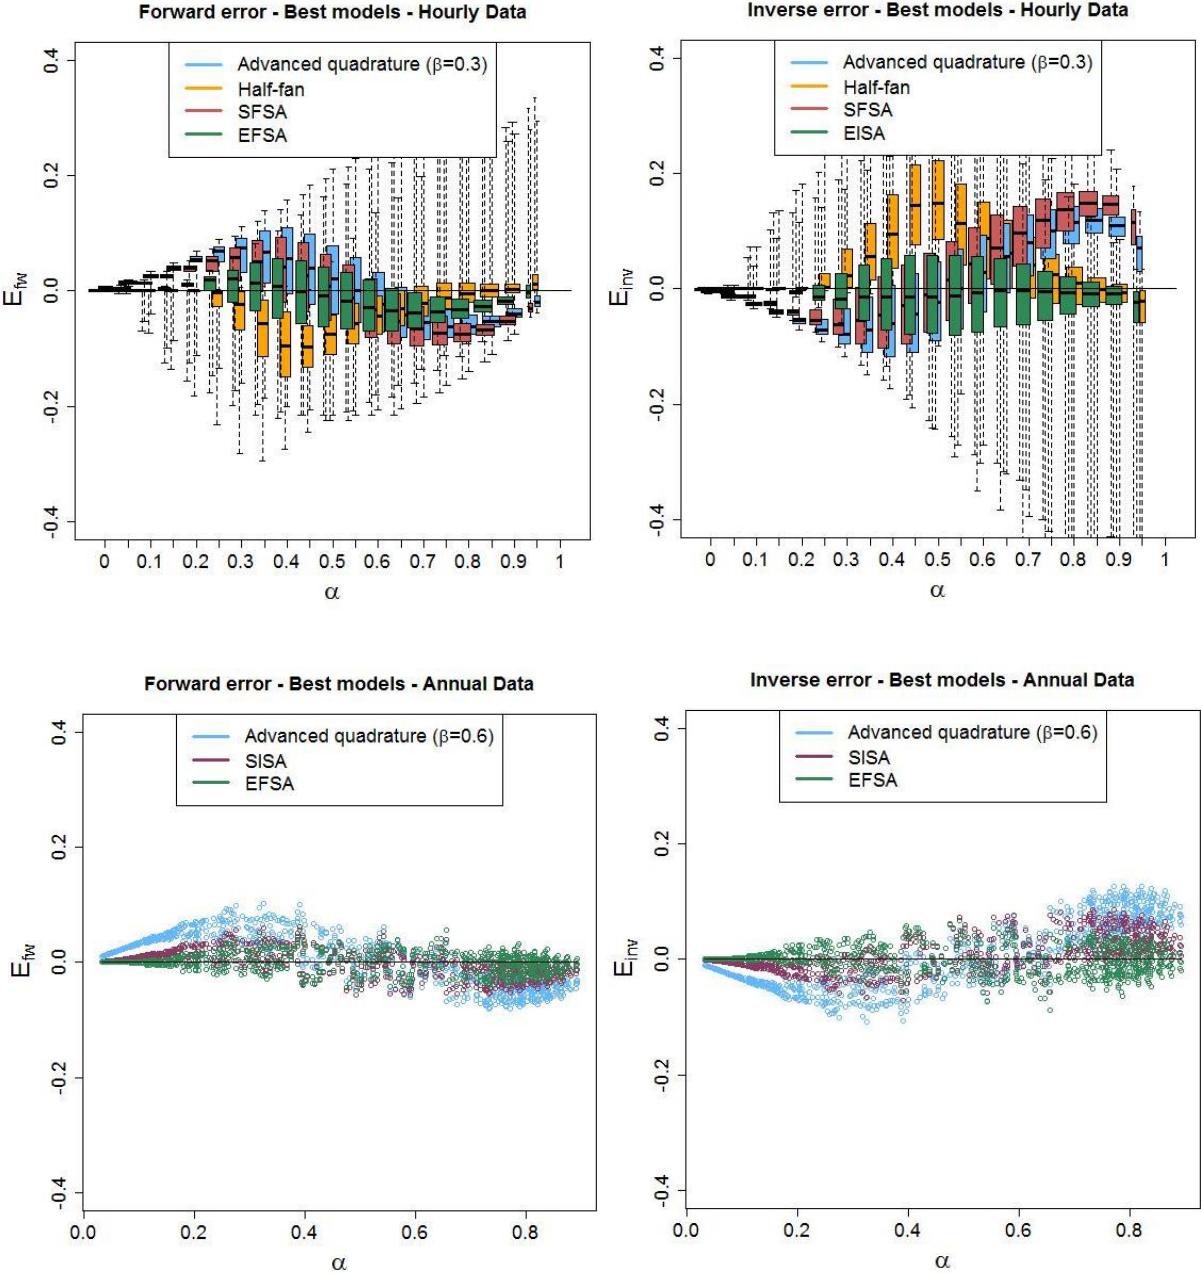 Forward error - Best models - Hourly Data
Advanced quadrature (β=0.3)
Half-fan
SFSA
EFSA
0.4
0.2
0.0
-0.2
-0.4
E_fw
0 0.1 0.2 0.3 0.4 0.5 0.6 0.7 0.8 0.9 1
α
Inverse error - Best models - Hourly Data
Advanced quadrature (β=0.3)
Half-fan
SFSA
EISA
0.4
0.2
0.0
-0.2
-0.4
E_inv
0 0.1 0.2 0.3 0.4 0.5 0.6 0.7 0.8 0.9 1
α
Forward error - Best models - Annual Data
Advanced quadrature (β=0.6)
SISA
EFSA
0.4
0.2
0.0
-0.2
-0.4
E_fw
0.0 0.2 0.4 0.6 0.8
α
Inverse error - Best models - Annual Data
Advanced quadrature (β=0.6)
SISA
EFSA
0.4
0.2
0.0
-0.2
-0.4
E_inv
0.0 0.2 0.4 0.6 0.8
α